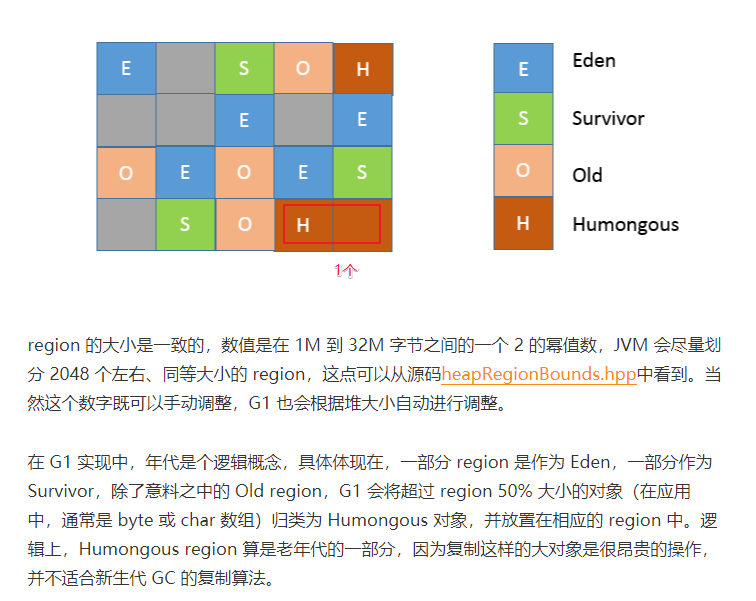 E S O H E Eden
E E S Survivor
O E O E S O Old
S O H H Humongous
1个
region 的大小是一致的，数值是在 1M 到 32M 字节之间的一个 2 的幂值数，JVM 会尽量划
分 2048 个左右、同等大小的 region，这点可以从源码heapRegionBounds.hpp中看到。当
然这个数字既可以手动调整，G1 也会根据堆大小自动进行调整。
在 G1 实现中，年代是个逻辑概念，具体体现在，一部分 region 是作为 Eden，一部分作为
Survivor，除了意料之中的 Old region，G1 会将超过 region 50% 大小的对象（在应用
中，通常是 byte 或 char 数组）归类为 Humongous 对象，并放置在相应的 region 中。逻
辑上，Humongous region 算是老年代的一部分，因为复制这样的大对象是很昂贵的操作，
并不适合新生代 GC 的复制算法。